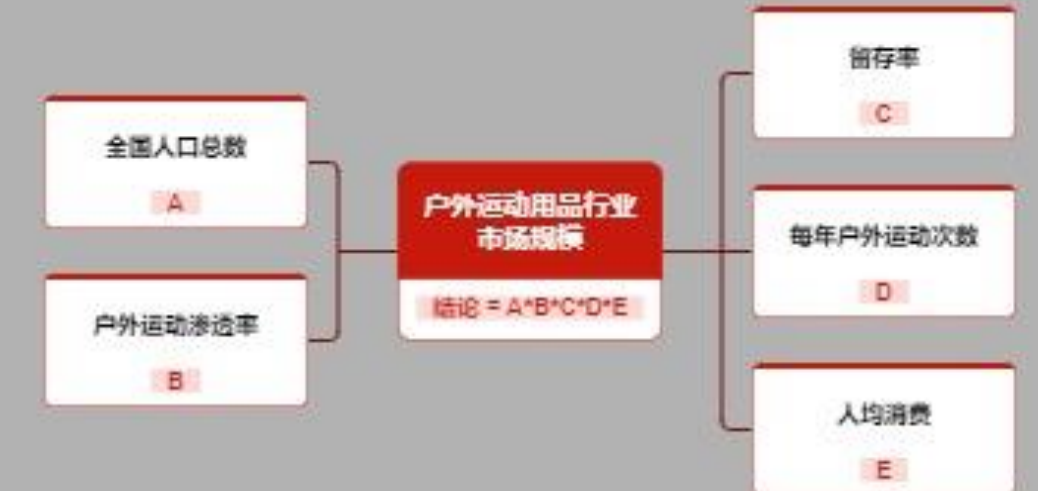 全国人口总数
A
户外运动渗透率
B
户外运动用品行业
市场规模
结论 = A*B*C*D*E
留存率
C
每年户外运动次数
D
人均消费
E